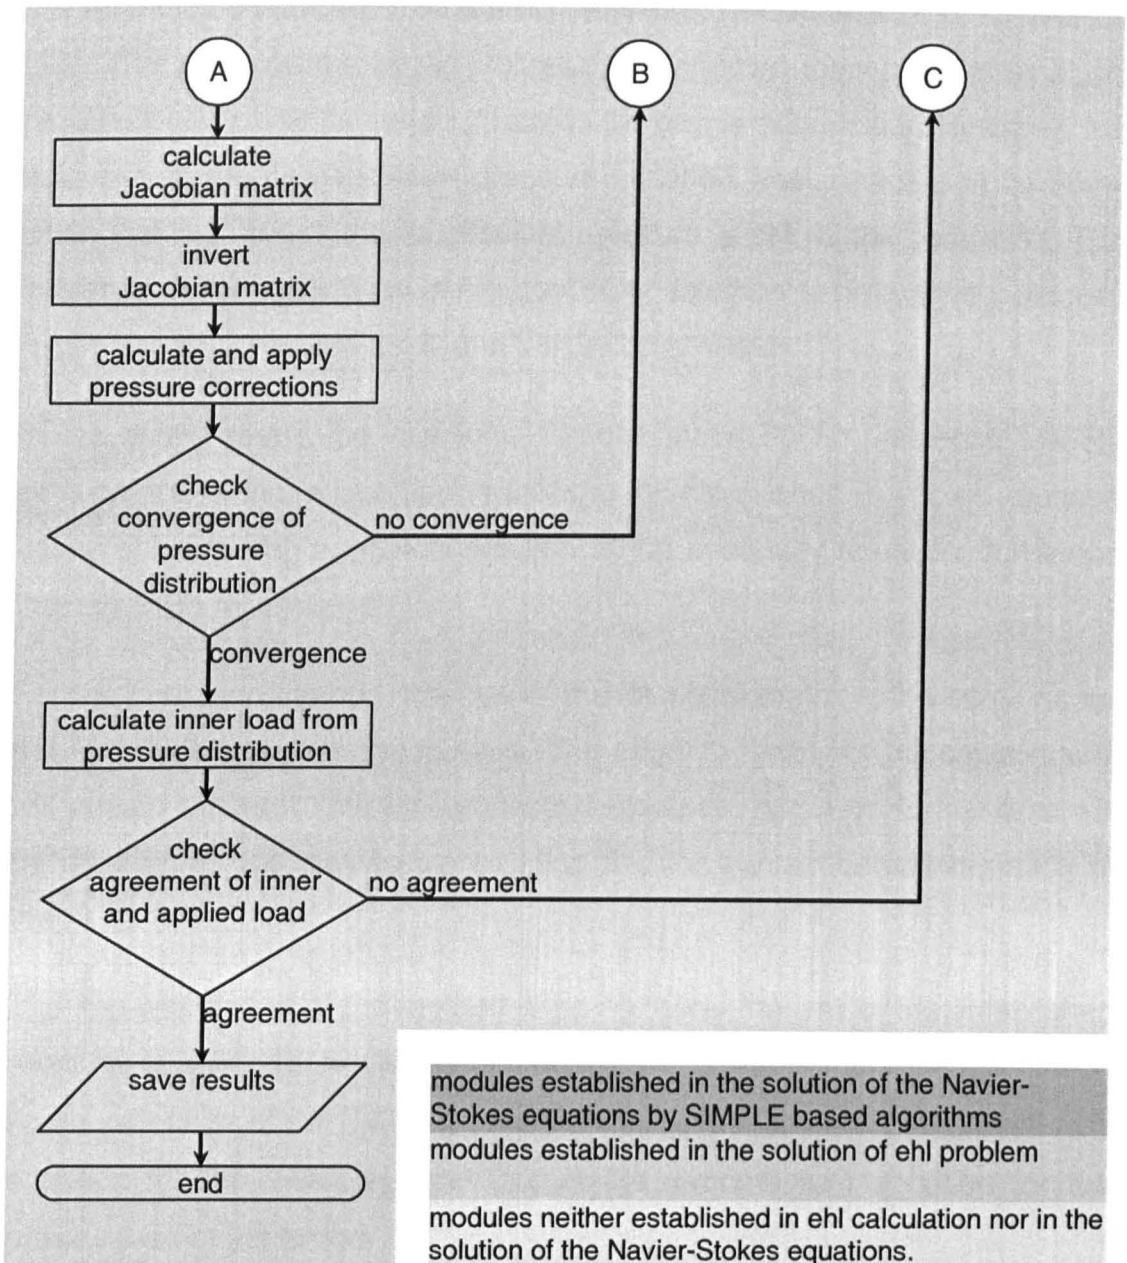 A
B
C
calculate
Jacobian matrix
invert
Jacobian matrix
calculate and apply
pressure corrections
check
convergence of
pressure
distribution
no convergence
convergence
calculate inner load from
pressure distribution
check
agreement of inner
and applied load
no agreement
agreement
save results
end
modules established in the solution of the Navier-
Stokes equations by SIMPLE based algorithms
modules established in the solution of ehl problem
modules neither established in ehl calculation nor in the
solution of the Navier-Stokes equations.